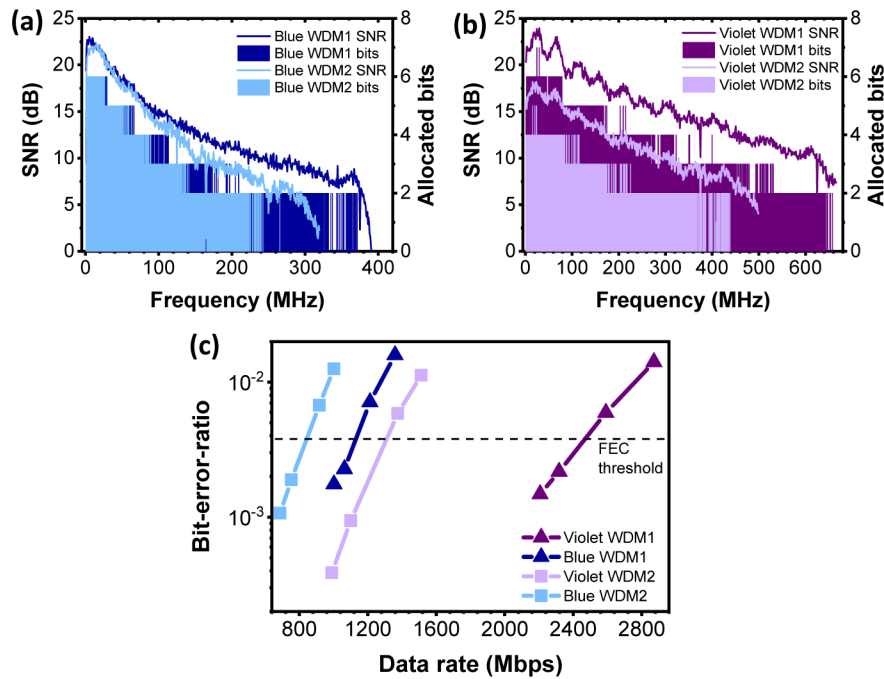 (a)
25
20
15
10
5
0
SNR (dB)
8
6
4
2
0
Allocated bits
Blue WDM1 SNR
Blue WDM1 bits
Blue WDM2 SNR
Blue WDM2 bits
0 100 200 300 400
Frequency (MHz)
(b)
25
20
15
10
5
0
SNR (dB)
8
6
4
2
0
Allocated bits
Violet WDM1 SNR
Violet WDM1 bits
Violet WDM2 SNR
Violet WDM2 bits
0 100 200 300 400 500 600
Frequency (MHz)
(c)
10-2
10-3
Bit-error-ratio
FEC
threshold
Violet WDM1
Blue WDM1
Violet WDM2
Blue WDM2
800 1200 1600 2000 2400 2800
Data rate (Mbps)